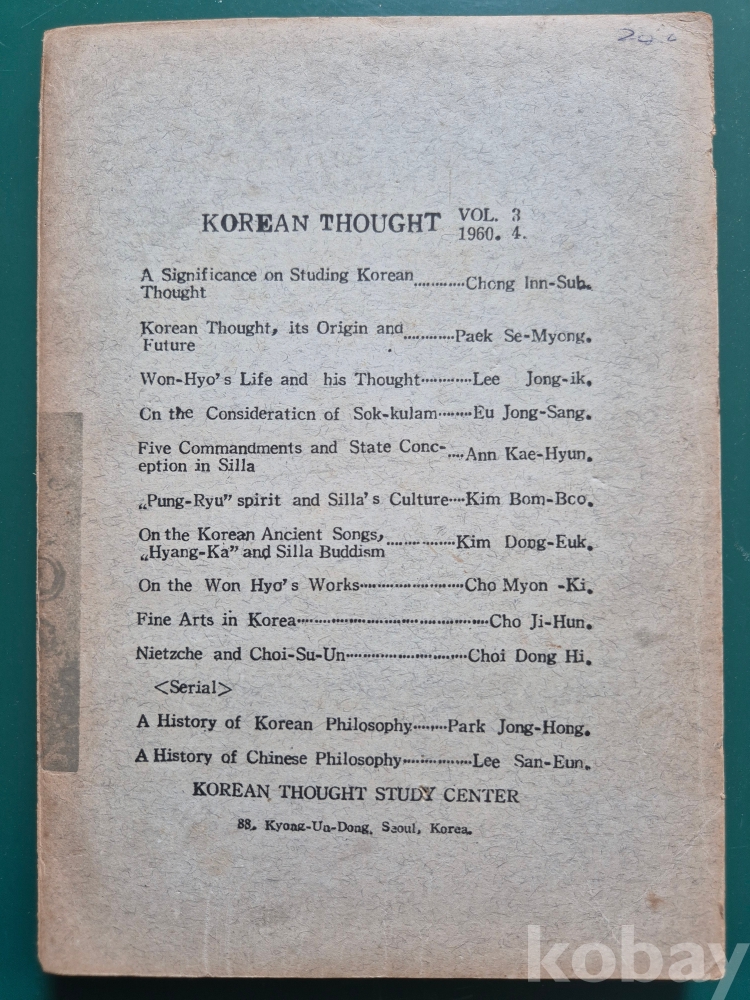 KOREAN THOUGHT VOL. 3
1960. 4.
A Significance on Studing Korean
Thought............Chong Inn-Sub.
Korean Thought, its Origin and
Future............Paek Se-Myong.
Won-Hyo's Life and his Thought............Lee Jong-ik.
Cn the Consideraticn of Sok-kulam........Eu Jong-Sang.
Five Commandments and State Conc-
eption in Silla....Ann Kae-Hyun.
„Pung-Ryu" spirit and Silla's Culture....Kim Bom-Bco.
On the Korean Ancient Songs,
„Hyang-Ka" and Silla Buddism................Kim Dong-Euk.
On the Won Hyo's Works........................Cho Myon -Ki.
Fine Arts in Korea............................................Cho Ji-Hun.
Nietzche and Choi-Su-Un............................Choi Dong Hi.
<Serial>
A History of Korean Philosophy........Park Jong-Hong.
A History of Chinese Philosophy................Lee San-Eun.
KOREAN THOUGHT STUDY CENTER
88. Kyong-Un-Dong, Seoul, Korea.
kobay